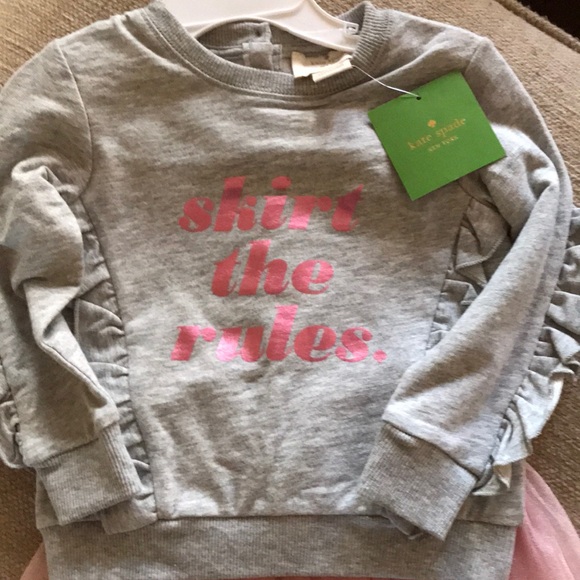 kate spade
NEW YORK
skirt
the
rules.